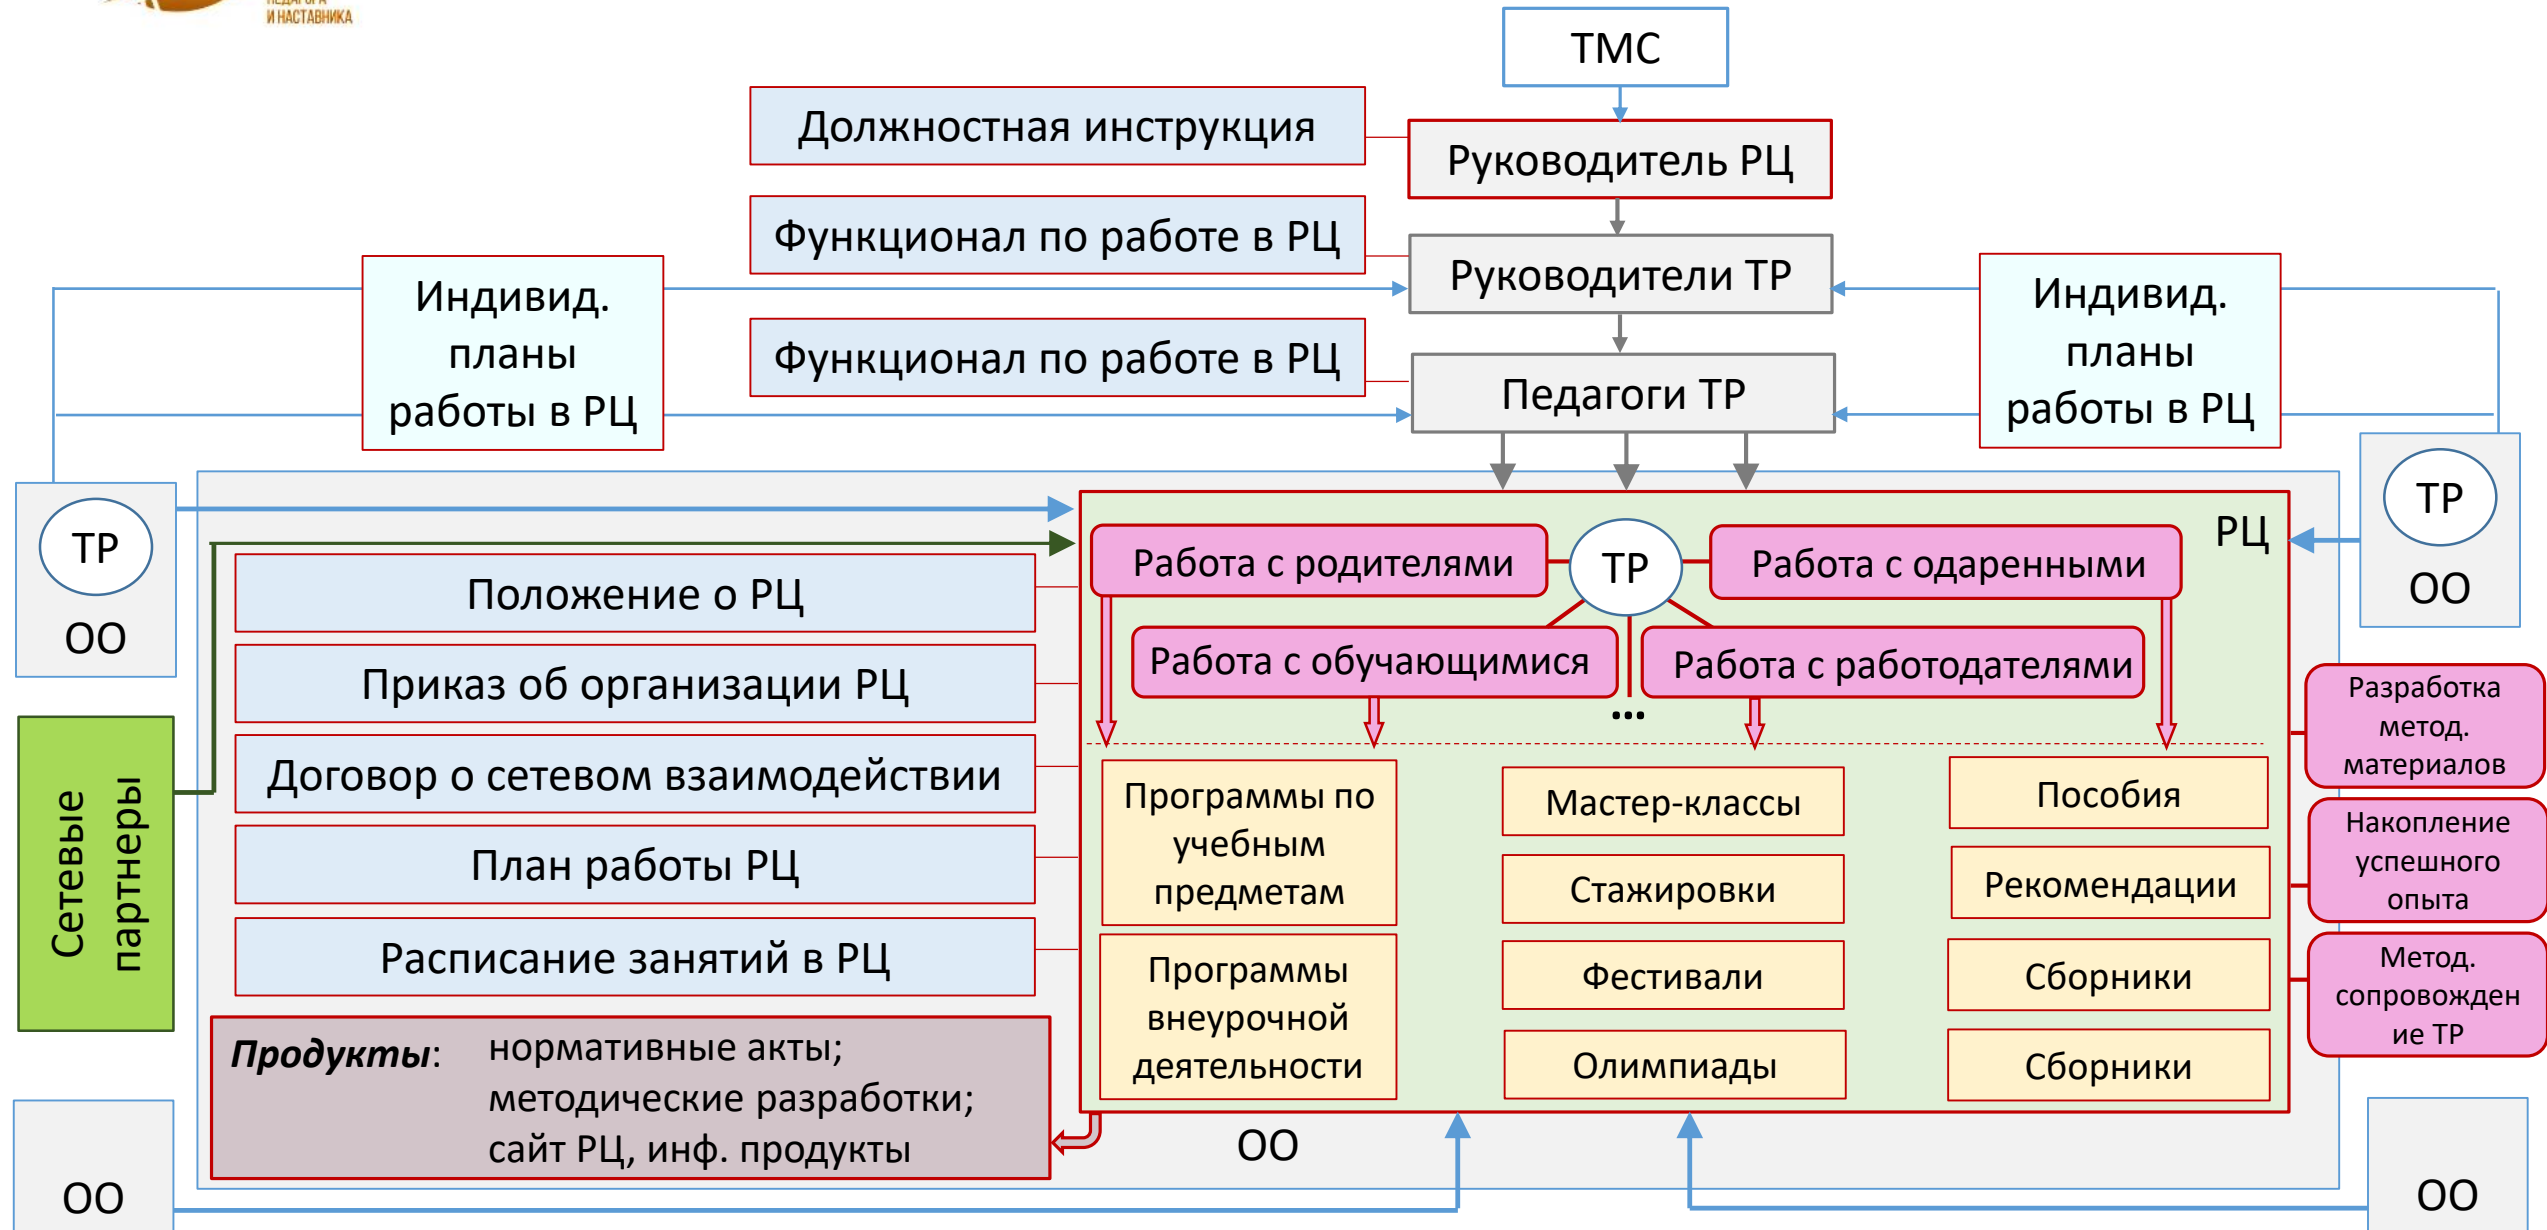 И НАСТАВНИКА
ТМС
Должностная инструкция
Руководитель РЦ
Функционал по работе в РЦ
Руководители ТР
Индивид.
планы
работы в РЦ
Индивид.
планы
работы в РЦ
Функционал по работе в РЦ
Педагоги ТР
ТР
ОО
ТР
ОО
РЦ
Работа с родителями
ТР
Работа с одаренными
Работа с обучающимися
Работа с работодателями
...
Положение о РЦ
Приказ об организации РЦ
Договор о сетевом взаимодействии
План работы РЦ
Расписание занятий в РЦ
Сетевые
партнеры
Программы по
учебным
предметам
Программы
внеурочной
деятельности
Мастер-классы
Стажировки
Фестивали
Олимпиады
Пособия
Рекомендации
Сборники
Сборники
Разработка
метод.
материалов
Накопление
успешного
опыта
Метод.
сопровожден
ие ТР
Продукты: нормативные акты;
методические разработки;
сайт РЦ, инф. продукты
ОО
ОО
ОО